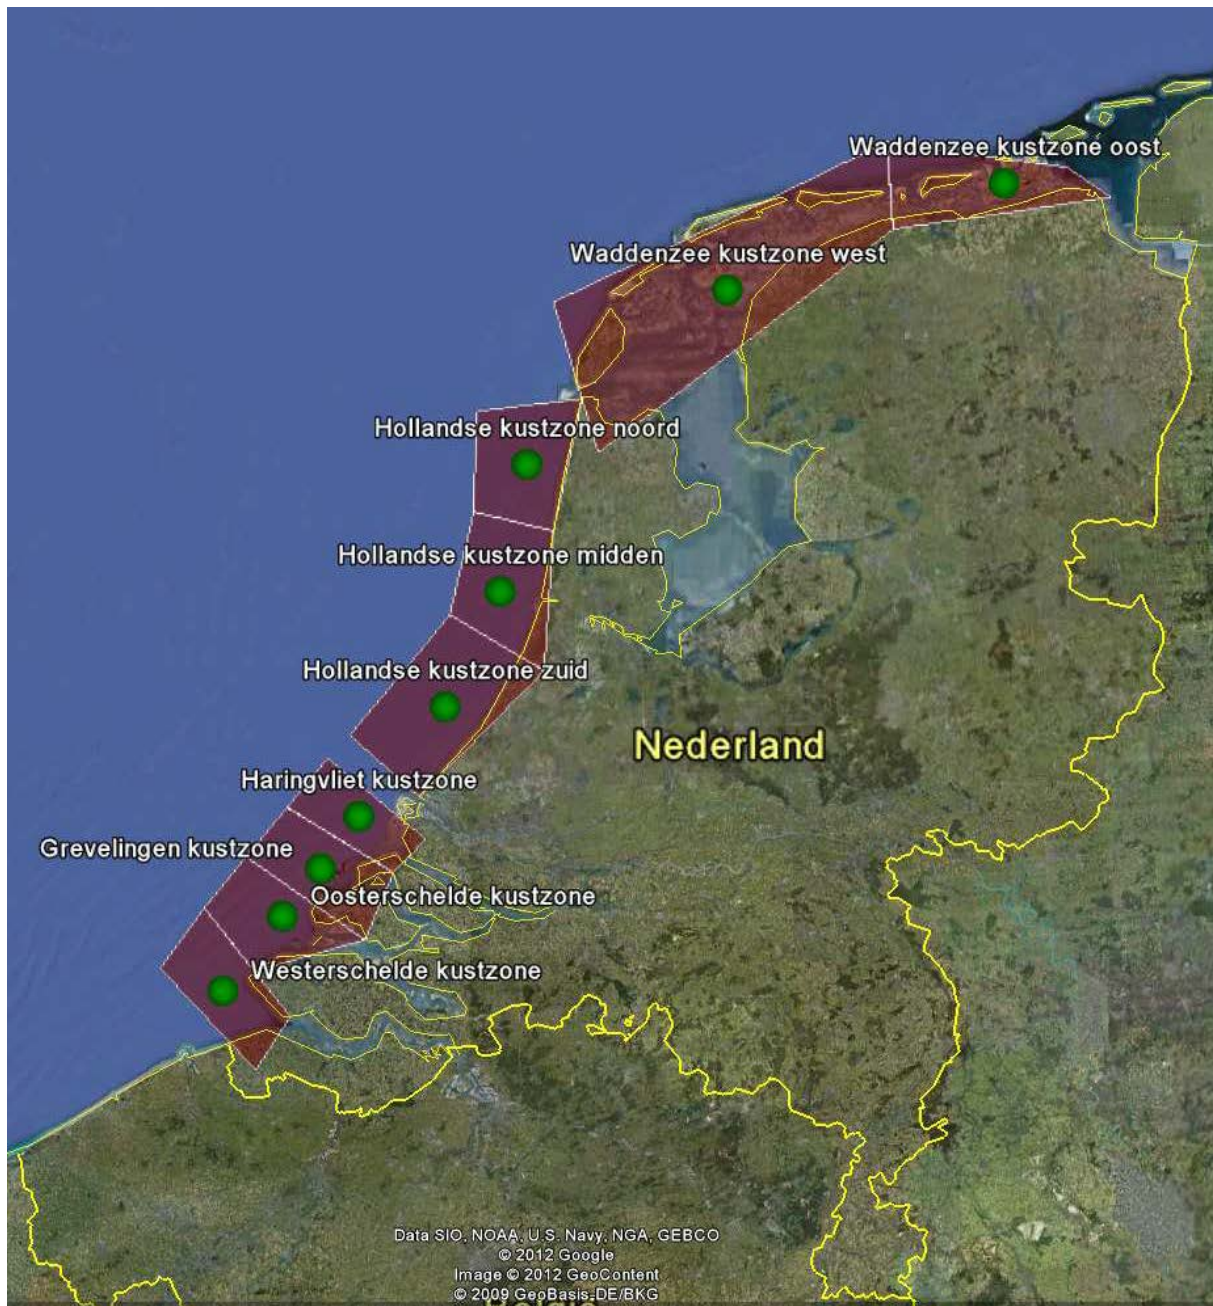 Waddenzee kustzone oost
Waddenzee kustzone west
Hollandse kustzone noord
Hollandse kustzone midden
Hollandse kustzone zuid
Nederland
Haringvliet kustzone
Grevelingen kustzone
Oosterschelde kustzone
Westerschelde kustzone
Data SIO, NOAA, U.S. Navy, NGA, GEBCO
© 2012 Google
Image © 2012 GeoContent
© 2009 GeoBasis-DE/BKG